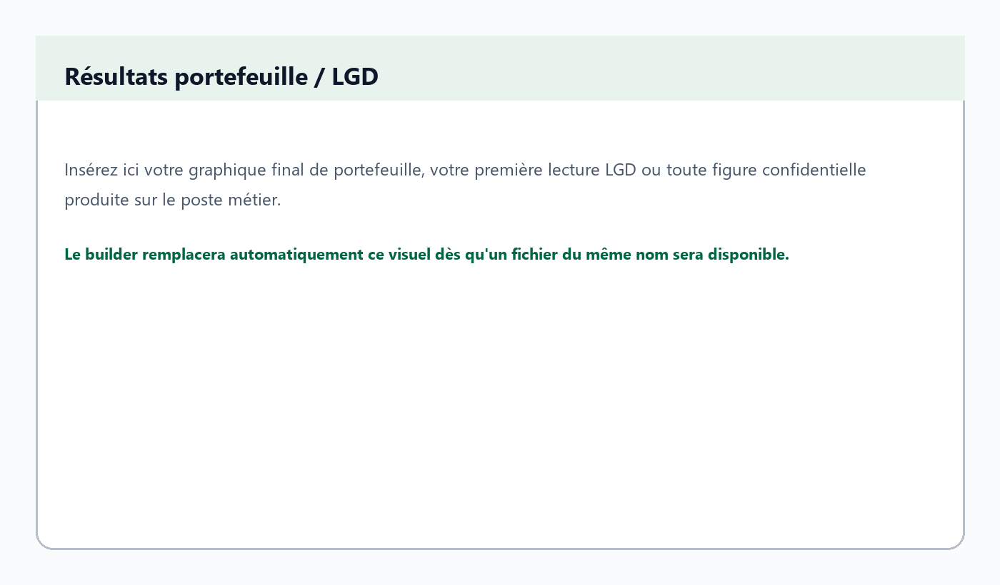 Résultats portefeuille / LGD
Insérez ici votre graphique final de portefeuille, votre première lecture LGD ou toute figure confidentielle
produite sur le poste métier.
Le builder remplacera automatiquement ce visuel dès qu'un fichier du même nom sera disponible.